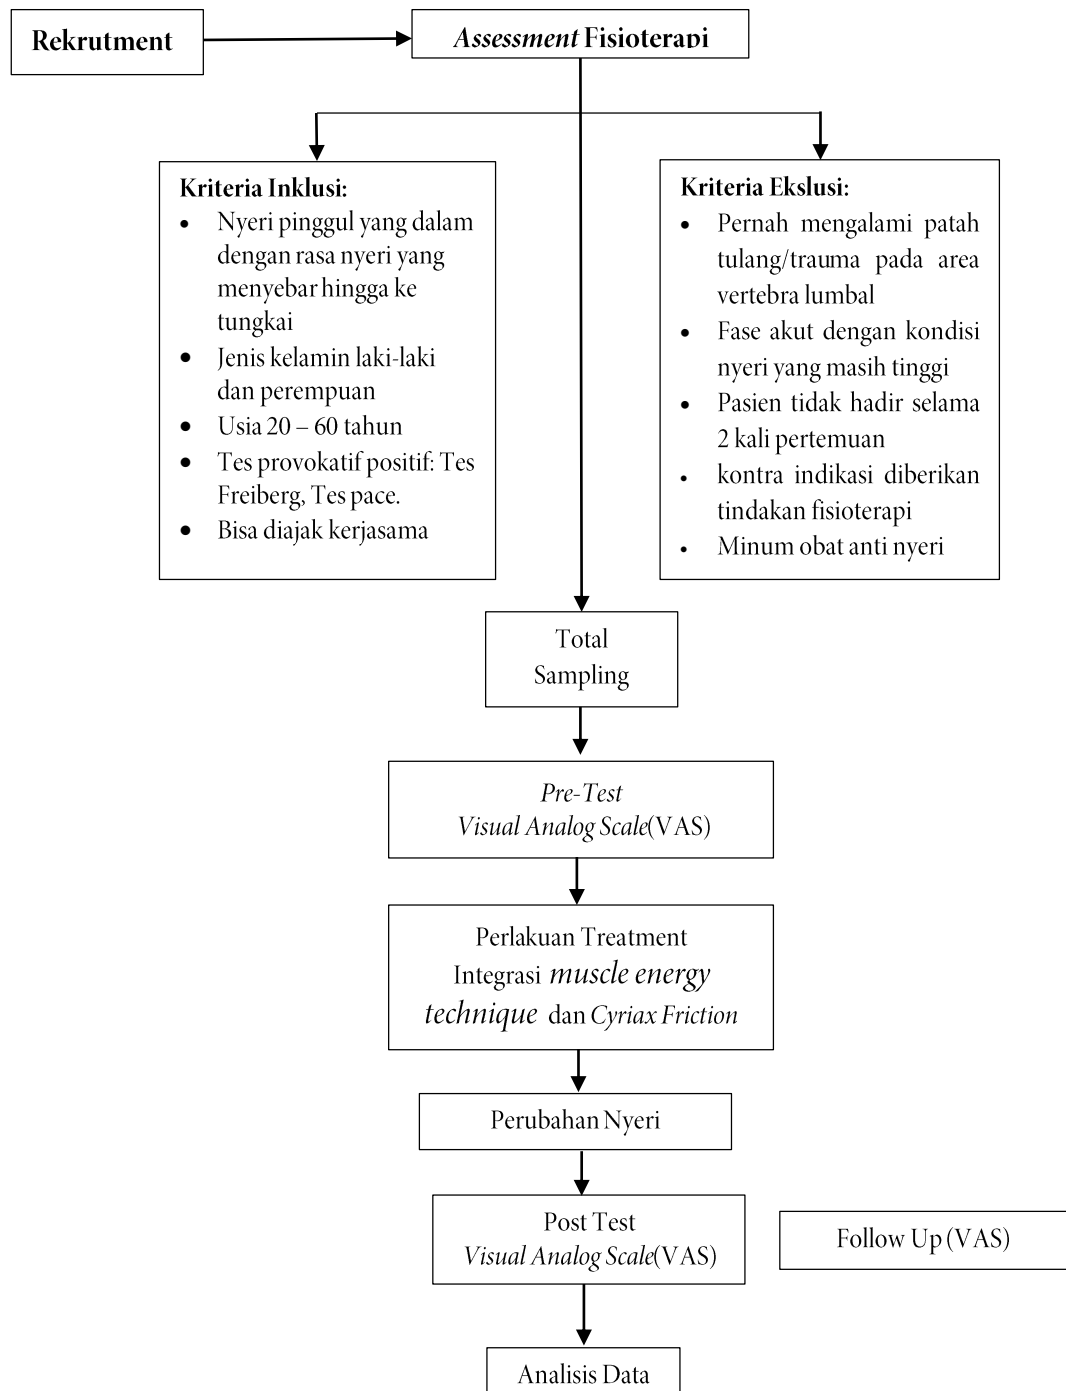 Rekrutment
Assessment Fisioterapi
Kriteria Inklusi:
• Nyeri pinggul yang dalam
dengan rasa nyeri yang
menyebar hingga ke
tungkai
• Jenis kelamin laki-laki
dan perempuan
• Usia 20 – 60 tahun
• Tes provokatif positif: Tes
Freiberg, Tes pace.
• Bisa diajak kerjasama
Kriteria Ekslusi:
• Pernah mengalami patah
tulang/trauma pada area
vertebra lumbal
• Fase akut dengan kondisi
nyeri yang masih tinggi
• Pasien tidak hadir selama
2 kali pertemuan
• kontra indikasi diberikan
tindakan fisioterapi
• Minum obat anti nyeri
Total
Sampling
Pre-Test
Visual Analog Scale(VAS)
Perlakuan Treatment
Integrasi muscle energy
technique dan Cyriax Friction
Perubahan Nyeri
Post Test
Visual Analog Scale(VAS)
Follow Up (VAS)
Analisis Data